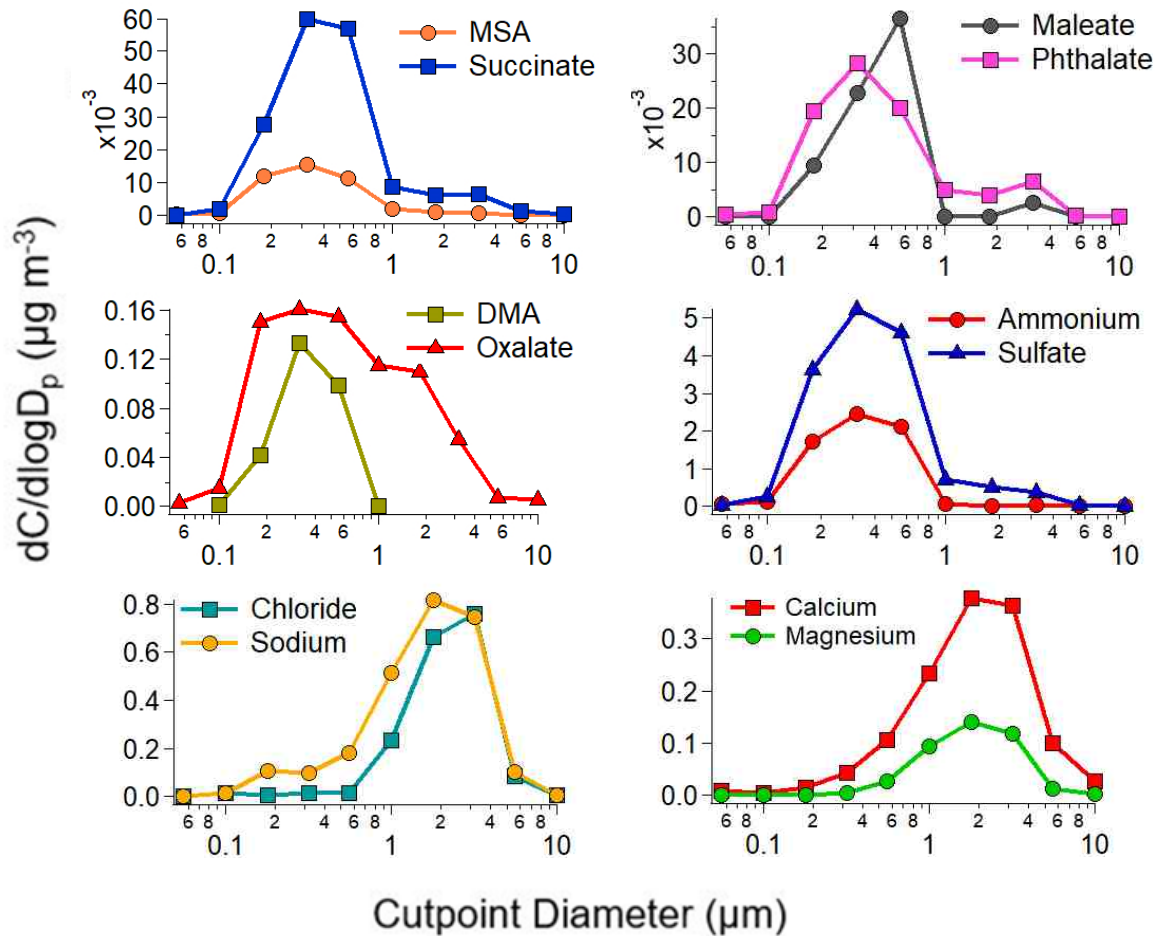 dC/dlogDp (µg m-3)
60
50
40
30
20
10
0
x10-3
MSA
Succinate
6 8 2 4 6 8 2 4 6 8
0.1 1 10
30
20
10
0
x10-3
Maleate
Phthalate
6 8 2 4 6 8 2 4 6 8
0.1 1 10
0.16
0.12
0.08
0.04
0.00
DMA
Oxalate
6 2 4 6 2 4 6
0.1 1 10
5
4
3
2
1
0
Ammonium
Sulfate
6 8 2 4 6 8 2 4 6 8
0.1 1 10
0.8
0.6
0.4
0.2
0.0
Chloride
Sodium
6 8 2 4 6 8 2 4 6 8
0.1 1 10
0.3
0.2
0.1
0.0
Calcium
Magnesium
6 8 2 4 6 8 2 4 6 8
0.1 1 10
Cutpoint Diameter (µm)